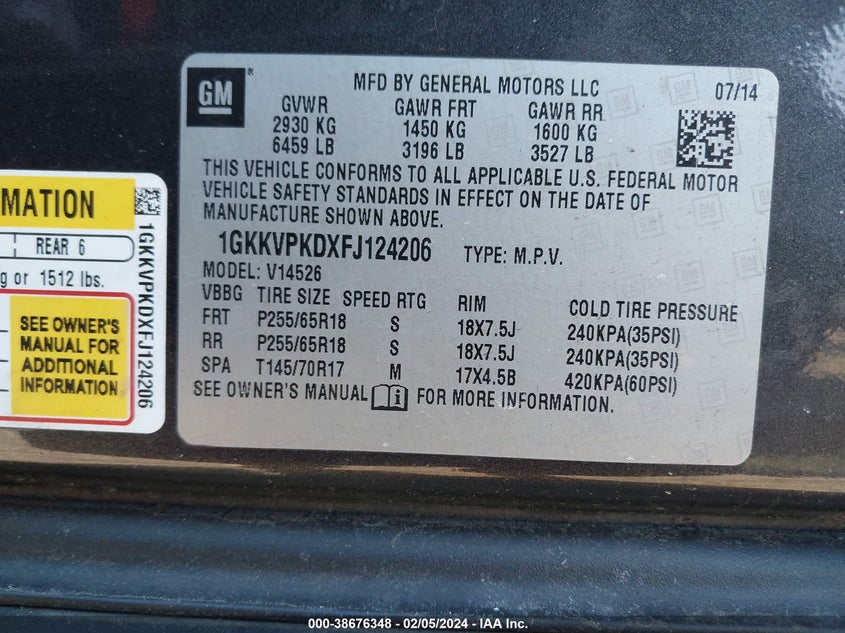 GM ®
MFD BY GENERAL MOTORS LLC 07/14
GVWR GAWR FRT GAWR RR
2930 KG 1450 KG 1600 KG
6459 LB 3196 LB 3527 LB
THIS VEHICLE CONFORMS TO ALL APPLICABLE U.S. FEDERAL MOTOR
VEHICLE SAFETY STANDARDS IN EFFECT ON THE DATE OF
MANUFACTURE SHOWN ABOVE.
1GKKVPKDXFJ124206 TYPE: M.P.V.
MODEL: V14526
VBBG TIRE SIZE SPEED RTG RIM COLD TIRE PRESSURE
FRT P255/65R18 S 18X7.5J 240KPA(35PSI)
RR P255/65R18 S 18X7.5J 240KPA(35PSI)
SPA T145/70R17 M 17X4.5B 420KPA(60PSI)
SEE OWNER'S MANUAL i FOR MORE INFORMATION.
MATION
REAR 6
g or 1512 lbs.
SEE OWNER'S
MANUAL FOR
ADDITIONAL
INFORMATION
1GKKVPKDXFJ124206
000-38676348 - 02/05/2024 - IAA Inc.